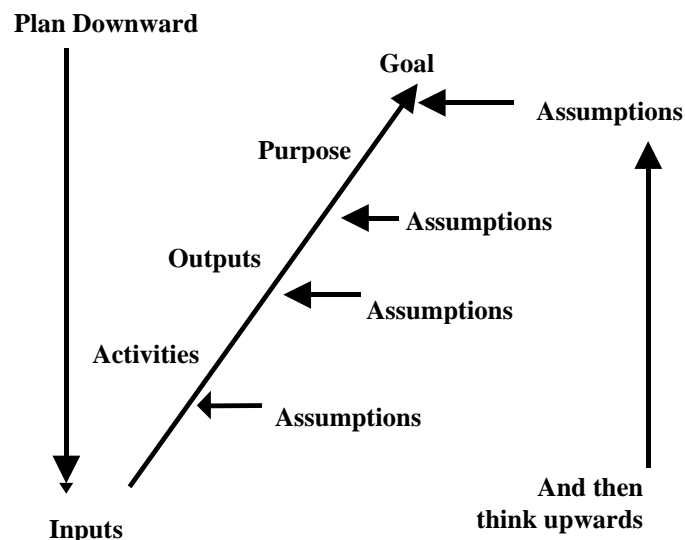 Plan Downward
Goal
Assumptions
Purpose
Assumptions
Outputs
Assumptions
Activities
Assumptions
And then
think upwards
Inputs